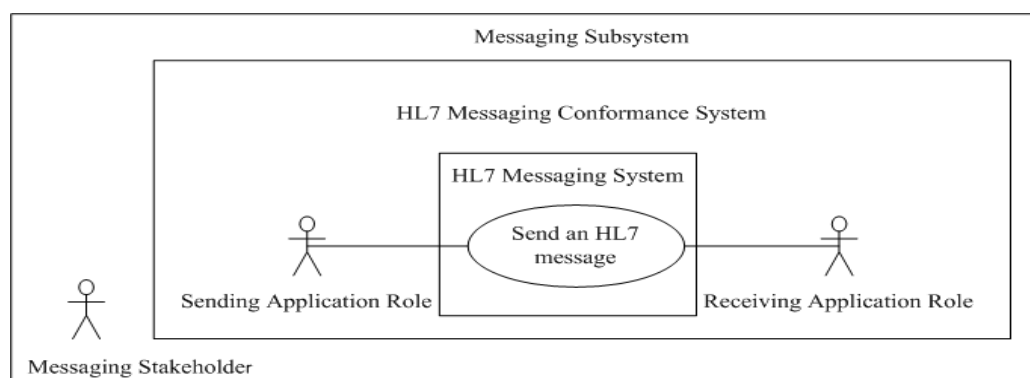 Messaging Subsystem
HL7 Messaging Conformance System
HL7 Messaging System
Send an HL7
message
Sending Application Role
Receiving Application Role
Messaging Stakeholder